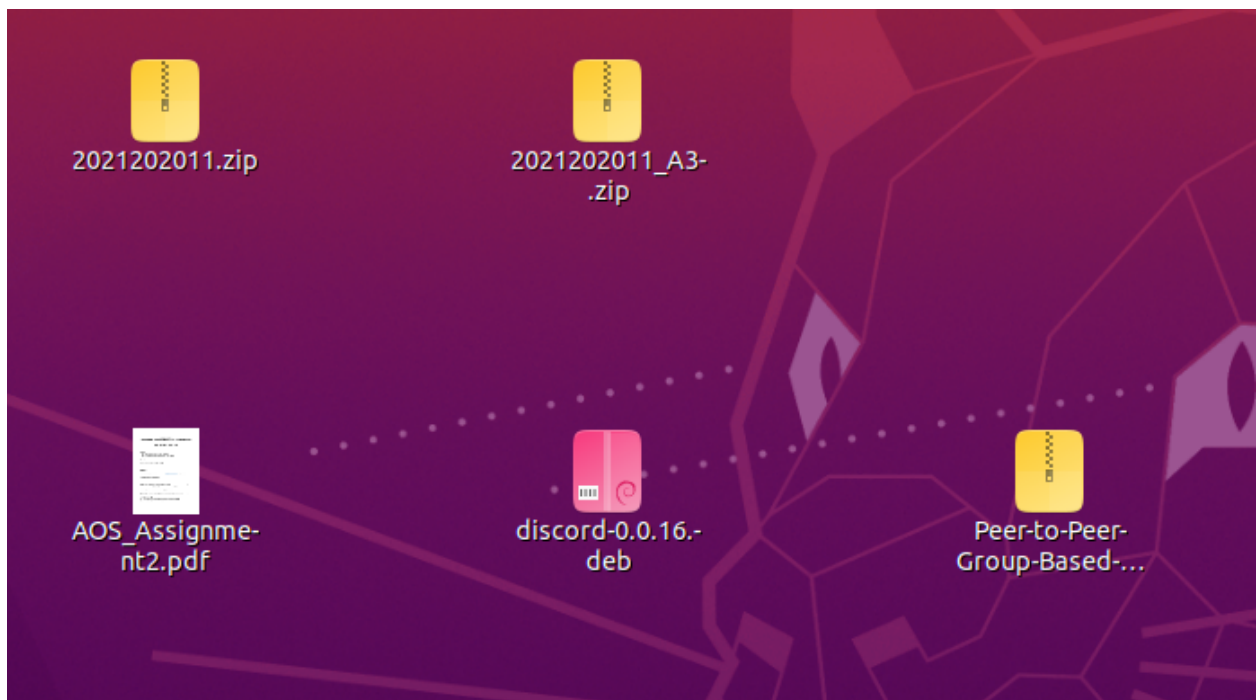 2021202011.zip
2021202011_A3-
.zip
AOS_Assignme-
nt2.pdf
discord-0.0.16.-
deb
Peer-to-Peer-
Group-Based-...